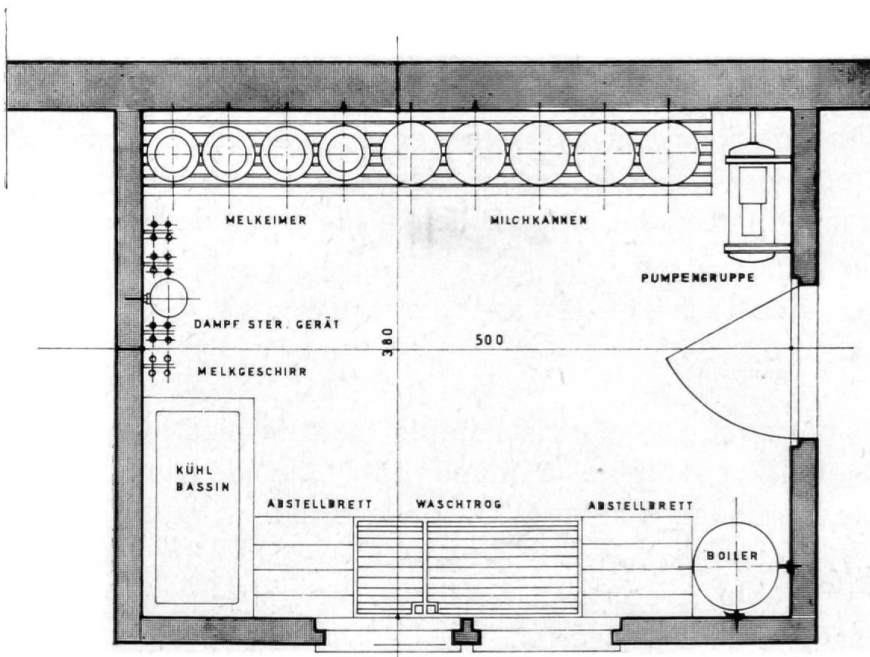 MELKEIMER
MILCHKANNEN
PUMPENGRUPPE
DAMPF STER. GERÄT
380
500
MELKGESCHIRR
KÜHL
BASSIN
ABSTELLBRETT
WASCHTROG
ABSTELLBRETT
BOILER